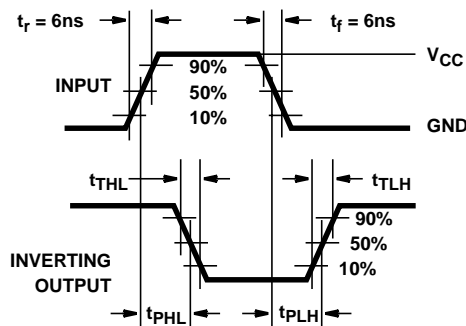 tr = 6ns
tf = 6ns
VCC
INPUT
90%
50%
10%
GND
tTHL
tTLH
90%
50%
10%
INVERTING
OUTPUT
tPHL
tPLH